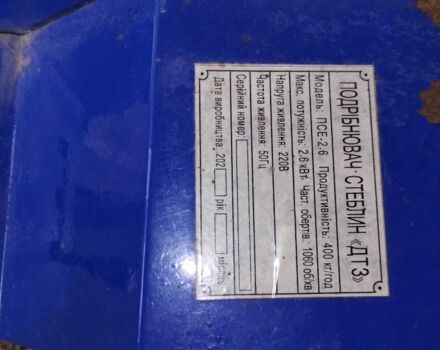 ПОДРІБНЮВАЧ СТЕБЛИН «ДТЗ»
Модель: ПСЕ-2,6 Продуктивність: 400 кг/год
Макс. потужність: 2,6 кВт. Част. обертів: 1060 об/хв
Напруга живлення: 220В
Частота живлення: 50Гц
Серійний номер:
Дата виробництва: 202 рік місяць